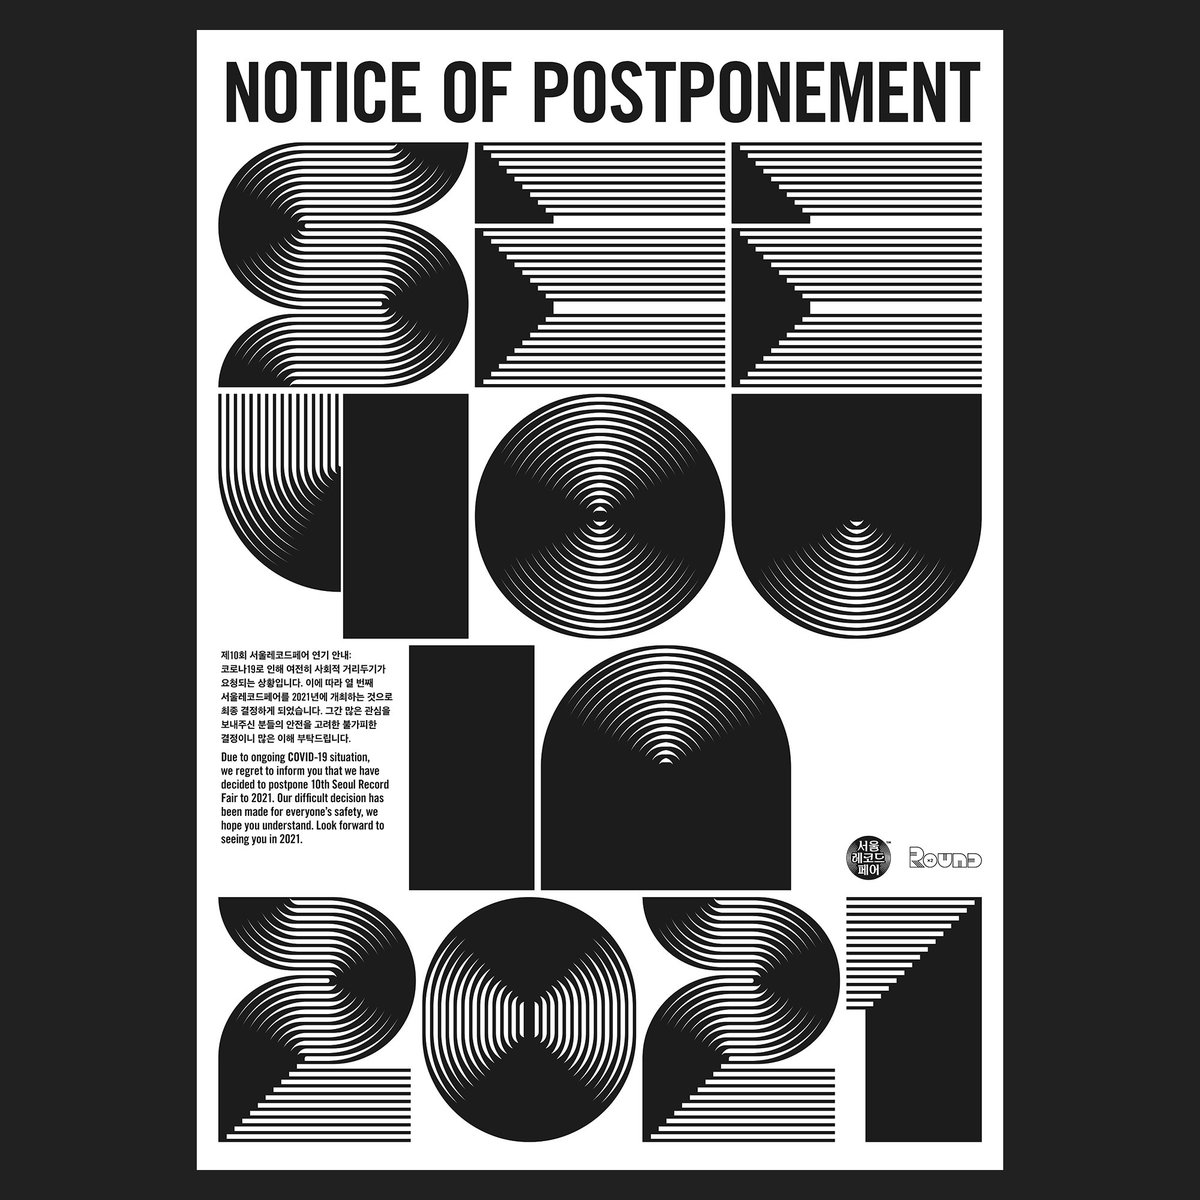 NOTICE OF POSTPONEMENT
SEE
YOU
IN
제10회 서울레코드페어 연기 안내:
코로나19로 인해 여전히 사회적 거리두기가
요청되는 상황입니다. 이에 따라 열 번째
서울레코드페어를 2021년에 개최하는 것으로
최종 결정하게 되었습니다. 그간 많은 관심을
보내주신 분들의 안전을 고려한 불가피한
결정이니 많은 이해 부탁드립니다.
Due to ongoing COVID-19 situation,
we regret to inform you that we have
decided to postpone 10th Seoul Record
Fair to 2021. Our difficult decision has
been made for everyone's safety, we
hope you understand. Look forward to
seeing you in 2021.
서울
레코드
페어
TM
ROUND
X2
2021